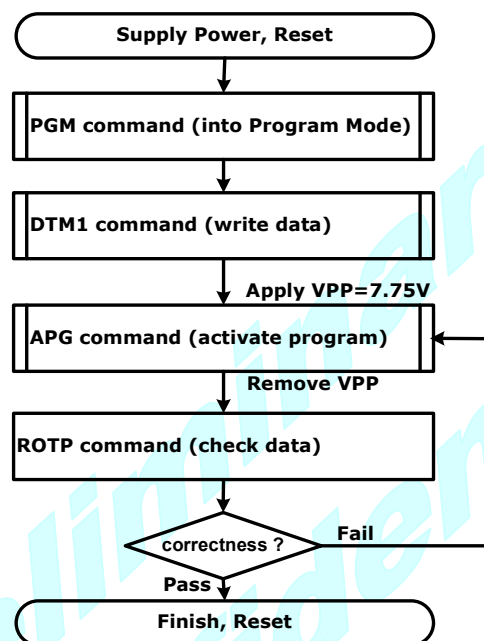 Supply Power, Reset
PGM command (into Program Mode)
DTM1 command (write data)
Apply VPP=7.75V
APG command (activate program)
Remove VPP
ROTP command (check data)
correctness ?
Fail
Pass
Finish, Reset